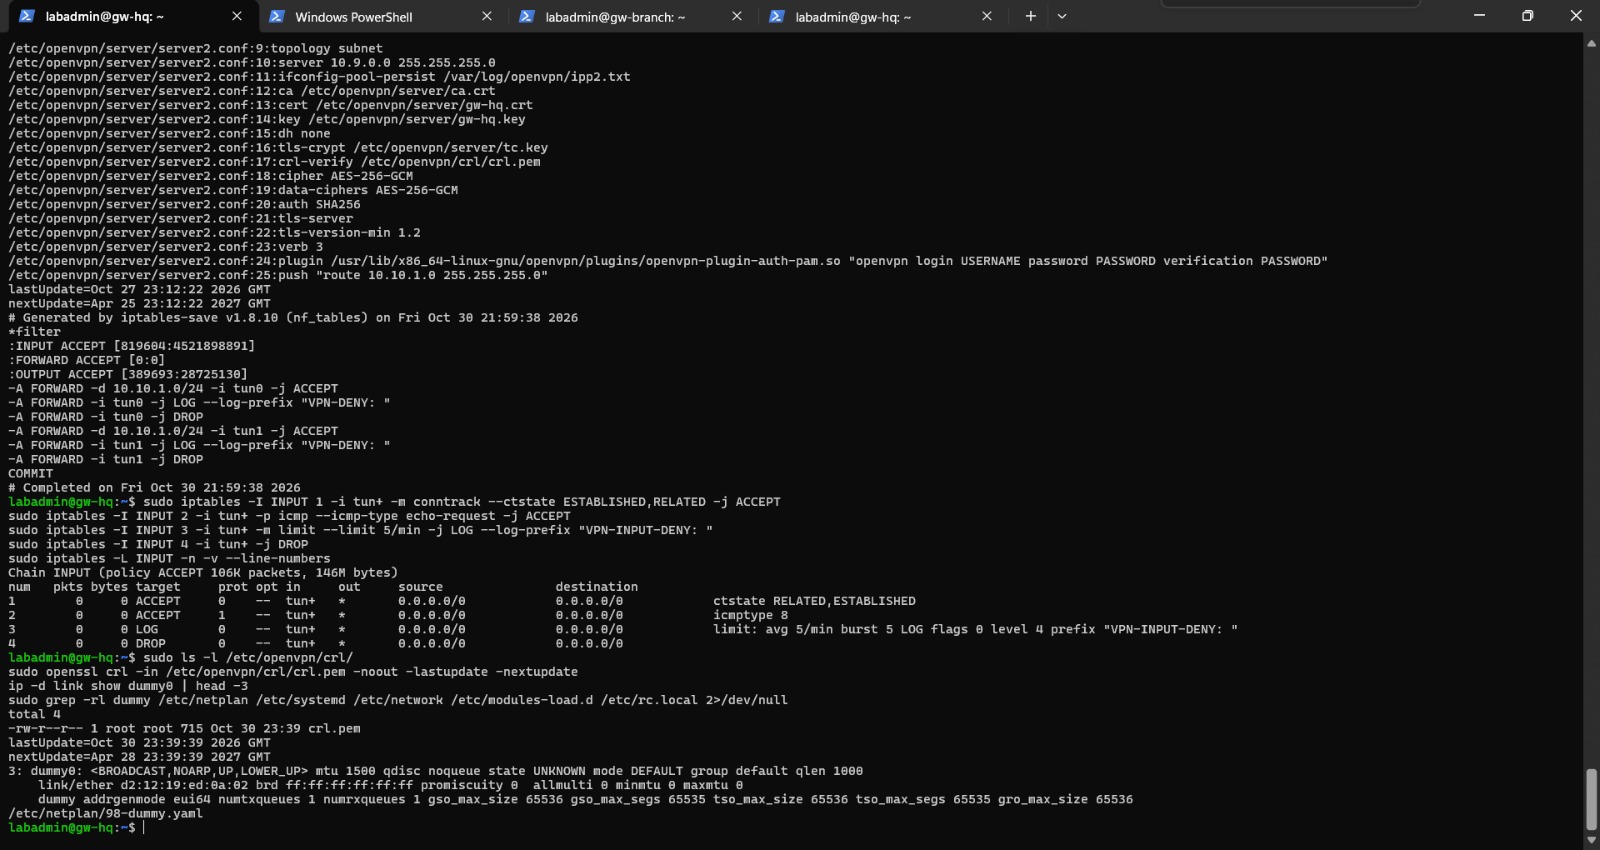 labadmin@gw-hq: ~
Windows PowerShell
labadmin@gw-branch: ~
labadmin@gw-hq: ~
/etc/openvpn/server/server2.conf:9:topology subnet
/etc/openvpn/server/server2.conf:10:server 10.9.0.0 255.255.255.0
/etc/openvpn/server/server2.conf:11:ifconfig-pool-persist /var/log/openvpn/ipp2.txt
/etc/openvpn/server/server2.conf:12:ca /etc/openvpn/server/ca.crt
/etc/openvpn/server/server2.conf:13:cert /etc/openvpn/server/gw-hq.crt
/etc/openvpn/server/server2.conf:14:key /etc/openvpn/server/gw-hq.key
/etc/openvpn/server/server2.conf:15:dh none
/etc/openvpn/server/server2.conf:16:tls-crypt /etc/openvpn/server/tc.key
/etc/openvpn/server/server2.conf:17:crl-verify /etc/openvpn/crl/crl.pem
/etc/openvpn/server/server2.conf:18:cipher AES-256-GCM
/etc/openvpn/server/server2.conf:19:data-ciphers AES-256-GCM
/etc/openvpn/server/server2.conf:20:auth SHA256
/etc/openvpn/server/server2.conf:21:tls-server
/etc/openvpn/server/server2.conf:22:tls-version-min 1.2
/etc/openvpn/server/server2.conf:23:verb 3
/etc/openvpn/server/server2.conf:24:plugin /usr/lib/x86_64-linux-gnu/openvpn/plugins/openvpn-plugin-auth-pam.so "openvpn login USERNAME password PASSWORD verification PASSWORD"
/etc/openvpn/server/server2.conf:25:push "route 10.10.1.0 255.255.255.0"
lastUpdate=Oct 27 23:12:22 2026 GMT
nextUpdate=Apr 25 23:12:22 2027 GMT
# Generated by iptables-save v1.8.10 (nf_tables) on Fri Oct 30 21:59:38 2026
*filter
:INPUT ACCEPT [819604:4521898891]
:FORWARD ACCEPT [0:0]
:OUTPUT ACCEPT [389693:28725130]
-A FORWARD -d 10.10.1.0/24 -i tun0 -j ACCEPT
-A FORWARD -i tun0 -j LOG --log-prefix "VPN-DENY: "
-A FORWARD -i tun0 -j DROP
-A FORWARD -d 10.10.1.0/24 -i tun1 -j ACCEPT
-A FORWARD -i tun1 -j LOG --log-prefix "VPN-DENY: "
-A FORWARD -i tun1 -j DROP
COMMIT
# Completed on Fri Oct 30 21:59:38 2026
labadmin@gw-hq:~$ sudo iptables -I INPUT 1 -i tun+ -m conntrack --ctstate ESTABLISHED,RELATED -j ACCEPT
sudo iptables -I INPUT 2 -i tun+ -p icmp --icmp-type echo-request -j ACCEPT
sudo iptables -I INPUT 3 -i tun+ -m limit --limit 5/min -j LOG --log-prefix "VPN-INPUT-DENY: "
sudo iptables -I INPUT 4 -i tun+ -j DROP
sudo iptables -L INPUT -n -v --line-numbers
Chain INPUT (policy ACCEPT 106K packets, 146M bytes)
num   pkts bytes target     prot opt in     out     source               destination
1        0     0 ACCEPT     0    --  tun+   *       0.0.0.0/0            0.0.0.0/0            ctstate RELATED,ESTABLISHED
2        0     0 ACCEPT     1    --  tun+   *       0.0.0.0/0            0.0.0.0/0            icmptype 8
3        0     0 LOG        0    --  tun+   *       0.0.0.0/0            0.0.0.0/0            limit: avg 5/min burst 5 LOG flags 0 level 4 prefix "VPN-INPUT-DENY: "
4        0     0 DROP       0    --  tun+   *       0.0.0.0/0            0.0.0.0/0
labadmin@gw-hq:~$ sudo ls -l /etc/openvpn/crl/
sudo openssl crl -in /etc/openvpn/crl/crl.pem -noout -lastupdate -nextupdate
ip -d link show dummy0 | head -3
sudo grep -rl dummy /etc/netplan /etc/systemd /etc/network /etc/modules-load.d /etc/rc.local 2>/dev/null
total 4
-rw-r--r-- 1 root root 715 Oct 30 23:39 crl.pem
lastUpdate=Oct 30 23:39:39 2026 GMT
nextUpdate=Apr 28 23:39:39 2027 GMT
3: dummy0: <BROADCAST,NOARP,UP,LOWER_UP> mtu 1500 qdisc noqueue state UNKNOWN mode DEFAULT group default qlen 1000
    link/ether d2:12:19:ed:0a:02 brd ff:ff:ff:ff:ff:ff promiscuity 0  allmulti 0 minmtu 0 maxmtu 0
    dummy addrgenmode eui64 numtxqueues 1 numrxqueues 1 gso_max_size 65536 gso_max_segs 65535 tso_max_size 65536 tso_max_segs 65535 gro_max_size 65536
/etc/netplan/98-dummy.yaml
labadmin@gw-hq:~$